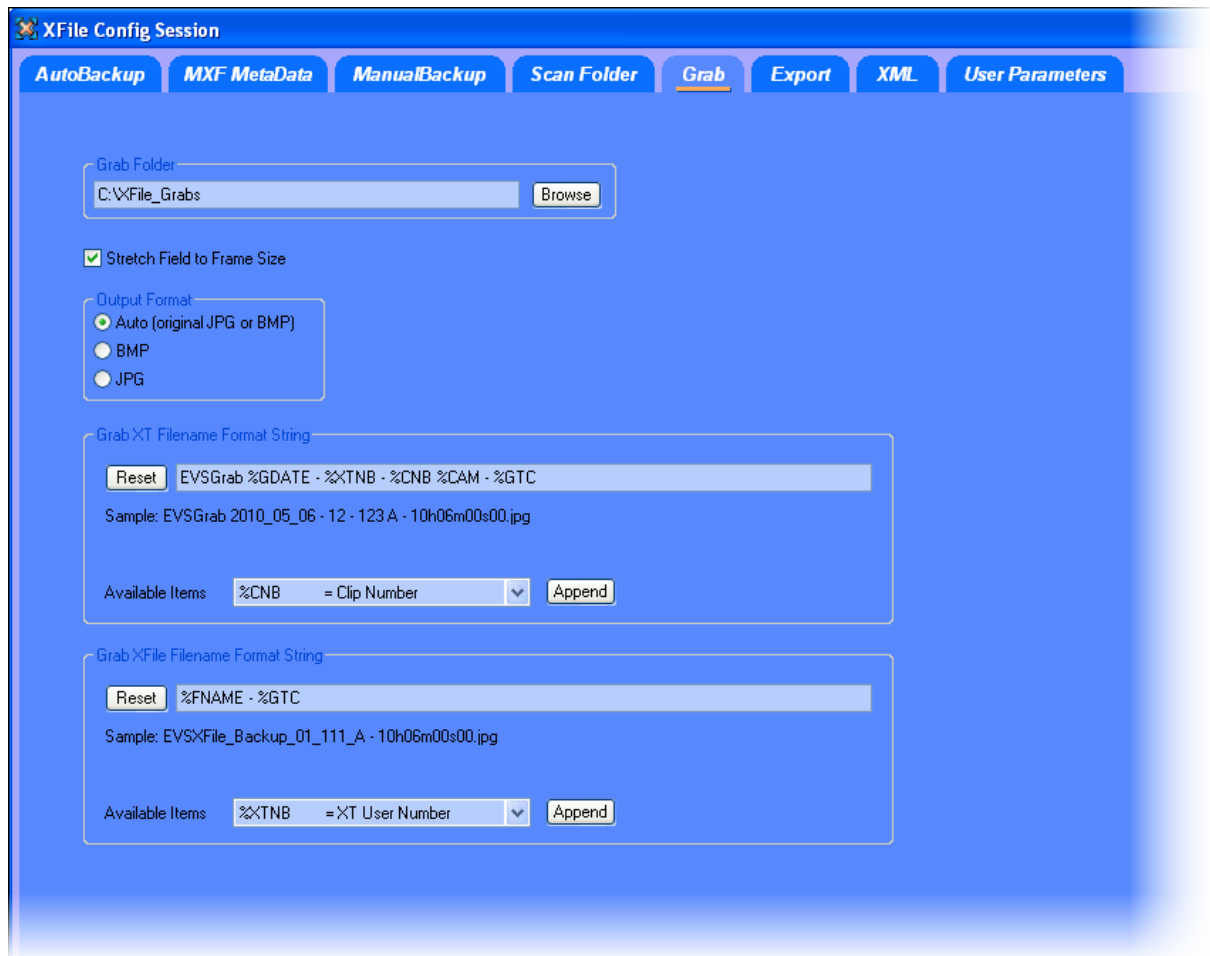 XFile Config Session
AutoBackup MXF MetaData ManualBackup Scan Folder Grab Export XML User Parameters
Grab Folder
C:\XFile_Grabs Browse
Stretch Field to Frame Size
Output Format
Auto (original JPG or BMP)
BMP
JPG
Grab XT Filename Format String
Reset EVSGrab %GDATE - %XTNB - %CNB %CAM - %GTC
Sample: EVSGrab 2010_05_06 - 12 - 123 A - 10h06m00s00.jpg
Available Items %CNB = Clip Number Append
Grab XFile Filename Format String
Reset %FNAME - %GTC
Sample: EVSXFile_Backup_01_111_A - 10h06m00s00.jpg
Available Items %XTNB = XT User Number Append